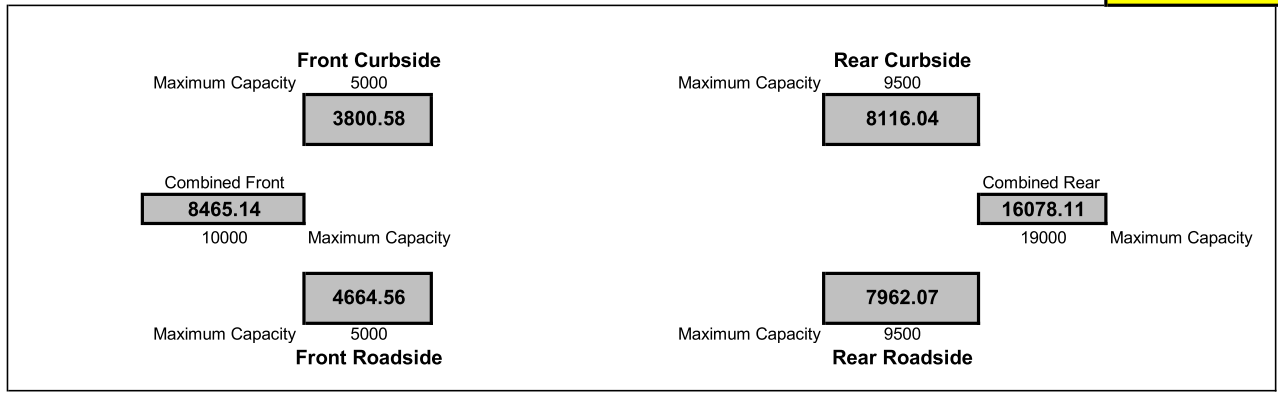 Front Curbside Rear Curbside
Maximum Capacity 5000 Maximum Capacity 9500
3800.58 8116.04
Combined Front Combined Rear
8465.14 16078.11
10000 Maximum Capacity 19000 Maximum Capacity
4664.56 7962.07
Maximum Capacity 5000 Maximum Capacity 9500
Front Roadside Rear Roadside